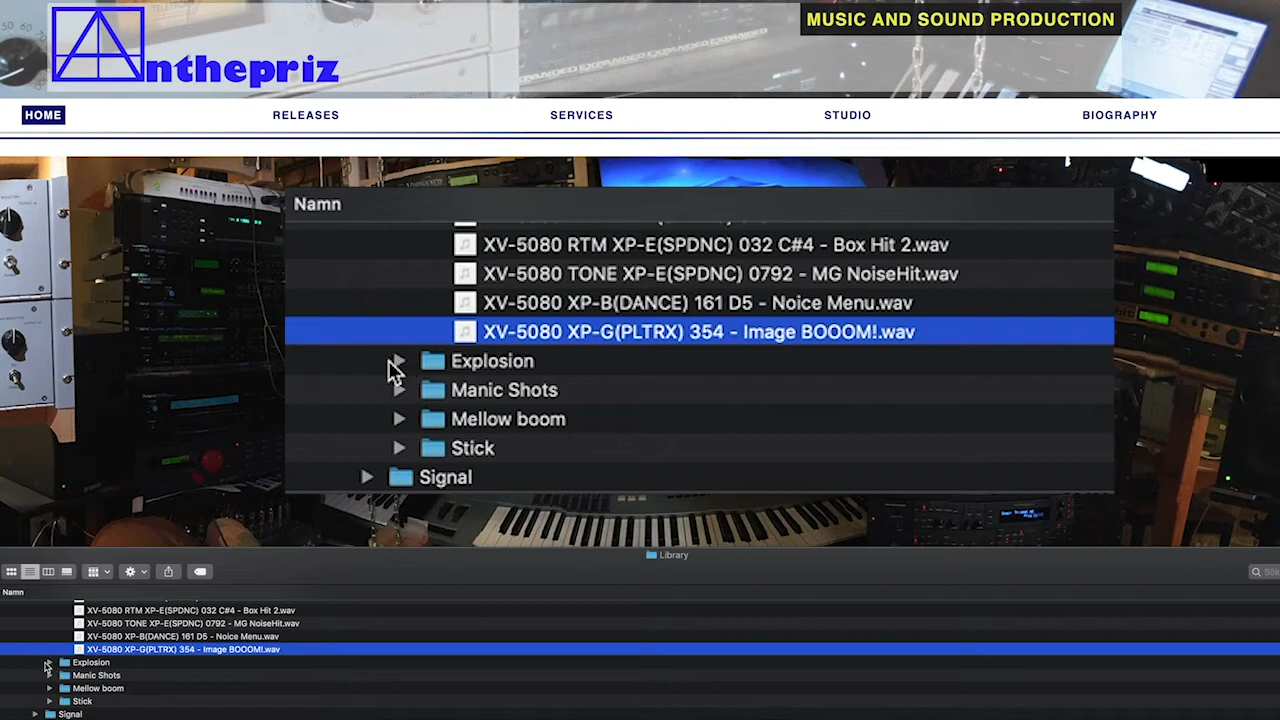 MUSIC AND SOUND PRODUCTION
Anthepriz
HOME
RELEASES
SERVICES
STUDIO
BIOGRAPHY
Namn
XV-5080 RTM XP-E(SPDNC) 032 C#4 - Box Hit 2.wav
XV-5080 TONE XP-E(SPDNC) 0792 - MG NoiseHit.wav
XV-5080 XP-B(DANCE) 161 D5 - Noice Menu.wav
XV-5080 XP-G(PLTRX) 354 - Image BOOOM!.wav
Explosion
Manic Shots
Mellow boom
Stick
Signal
Library
Namn
XV-5080 RTM XP-E(SPDNC) 032 C#4 - Box Hit 2.wav
XV-5080 TONE XP-E(SPDNC) 0792 - MG NoiseHit.wav
XV-5080 XP-B(DANCE) 161 D5 - Noice Menu.wav
XV-5080 XP-G(PLTRX) 354 - Image BOOOM!.wav
Explosion
Manic Shots
Mellow boom
Stick
Signal